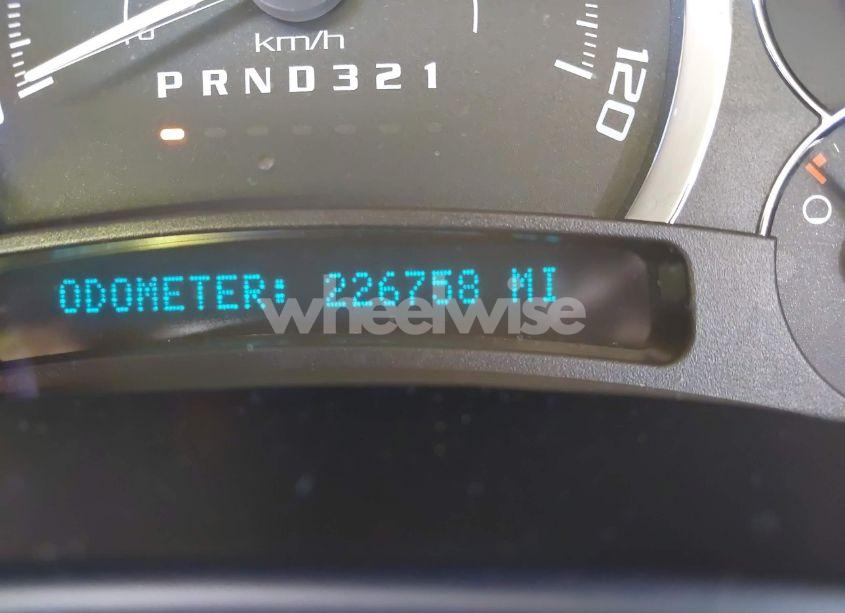 km/h
PRND321
120
ODOMETER: 226758 MI
wheelwise